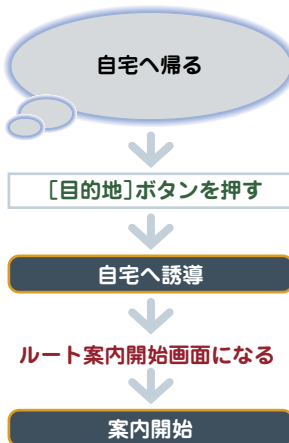 自宅へ帰る
[目的地]ボタンを押す
自宅へ誘導
ルート案内開始画面になる
案内開始